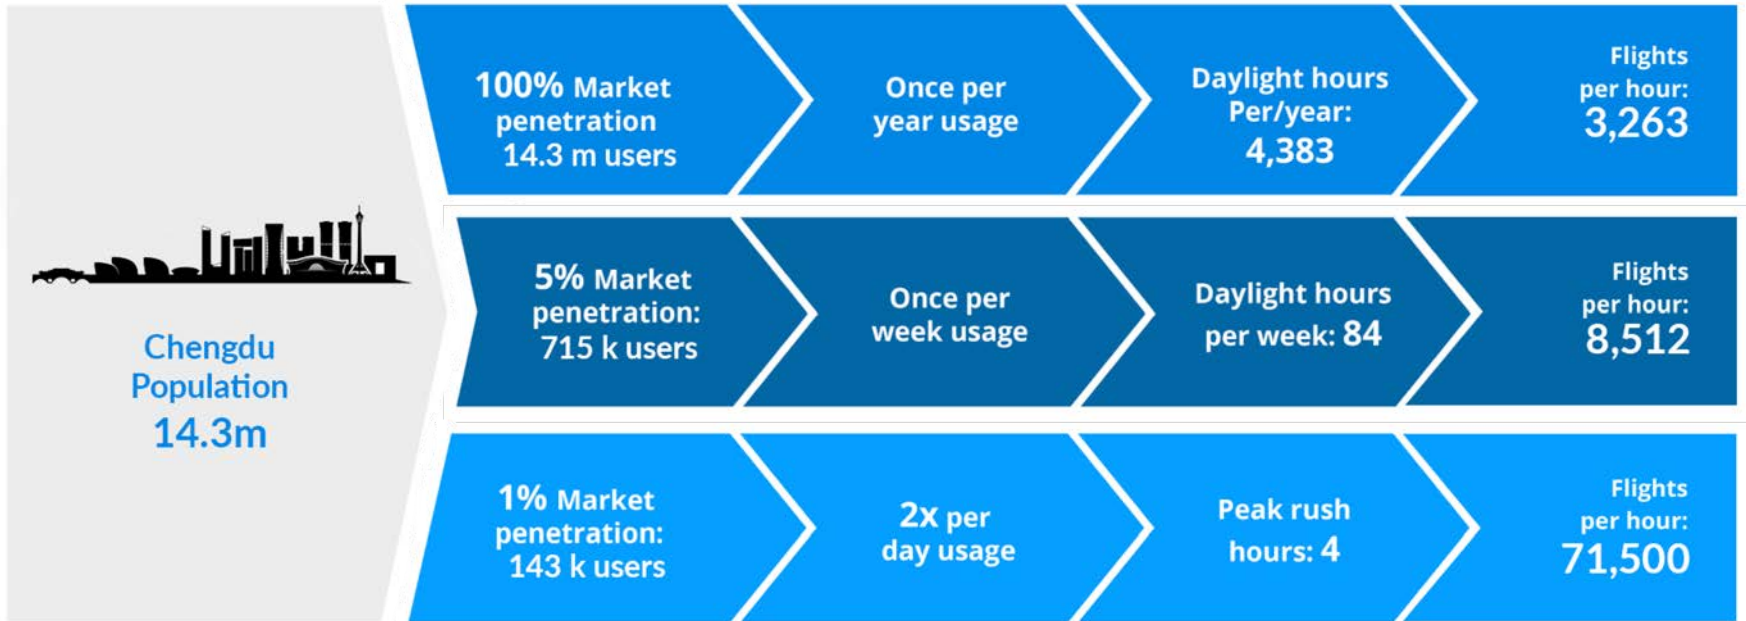 Chengdu
Population
14.3m
100% Market
penetration
14.3 m users
Once per
year usage
Daylight hours
Per/year:
4,383
Flights
per hour:
3,263
5% Market
penetration:
715 k users
Once per
week usage
Daylight hours
per week: 84
Flights
per hour:
8,512
1% Market
penetration:
143 k users
2x per
day usage
Peak rush
hours: 4
Flights
per hour:
71,500